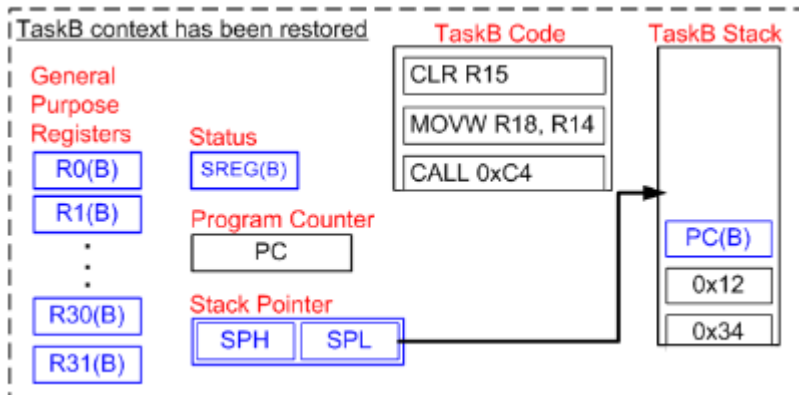 TaskB context has been restored
TaskB Code
TaskB Stack
General
Purpose
Registers
R0(B)
R1(B)
R30(B)
R31(B)
Status
SREG(B)
Program Counter
PC
Stack Pointer
SPH SPL
CLR R15
MOVW R18, R14
CALL 0xC4
PC(B)
0x12
0x34